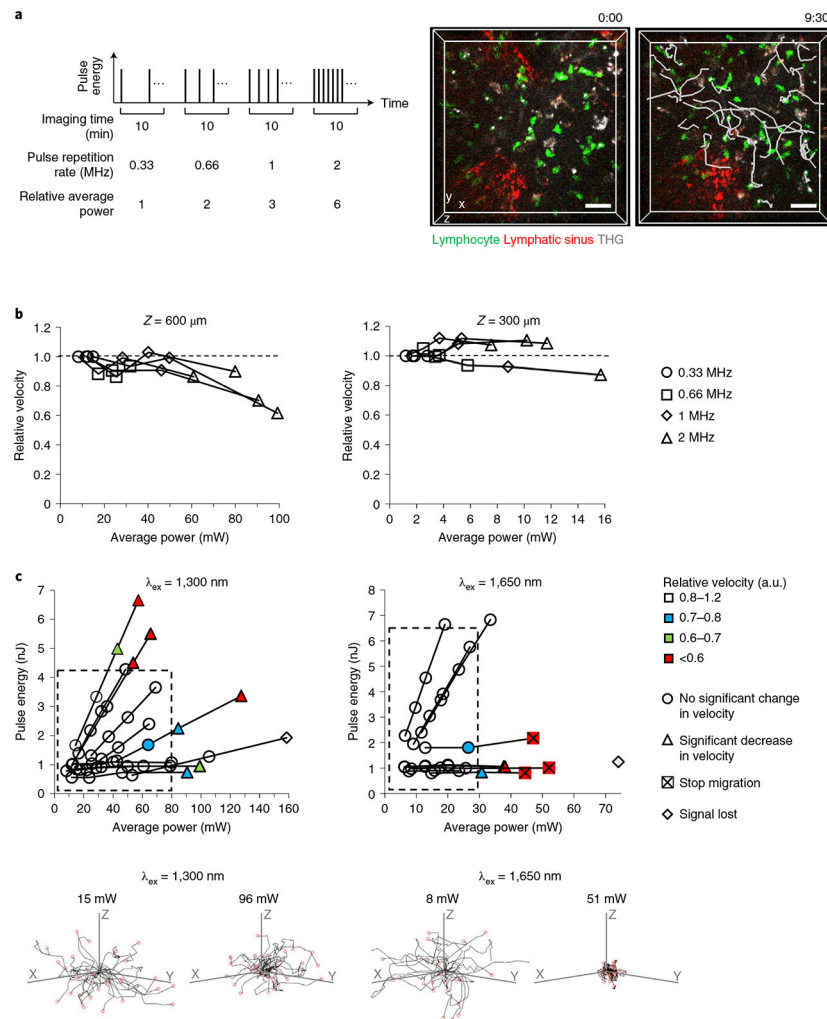 a
0:00
9:30
Pulse
energy
... ... ... ...
Time
Imaging time
(min)
10 10 10 10
Pulse repetition
rate (MHz)
0.33 0.66 1 2
Relative average
power
1 2 3 6
y
x
z
Lymphocyte Lymphatic sinus THG
b
Z = 600 μm
1.2
1.0
0.8
0.6
0.4
0.2
0
Relative velocity
0 20 40 60 80 100
Average power (mW)
Z = 300 μm
1.2
1.0
0.8
0.6
0.4
0.2
0
Relative velocity
0 2 4 6 8 10 12 14 16
Average power (mW)
0.33 MHz
0.66 MHz
1 MHz
2 MHz
c
λex = 1,300 nm
7
6
5
4
3
2
1
0
Pulse energy (nJ)
0 20 40 60 80 100 120 140 160
Average power (mW)
λex = 1,650 nm
8
7
6
5
4
3
2
1
0
Pulse energy (nJ)
0 10 20 30 40 50 60 70
Average power (mW)
Relative velocity (a.u.)
0.8–1.2
0.7–0.8
0.6–0.7
<0.6
No significant change
in velocity
Significant decrease
in velocity
Stop migration
Signal lost
λex = 1,300 nm
15 mW
Z
X
Y
96 mW
Z
X
Y
λex = 1,650 nm
8 mW
Z
X
Y
51 mW
Z
X
Y